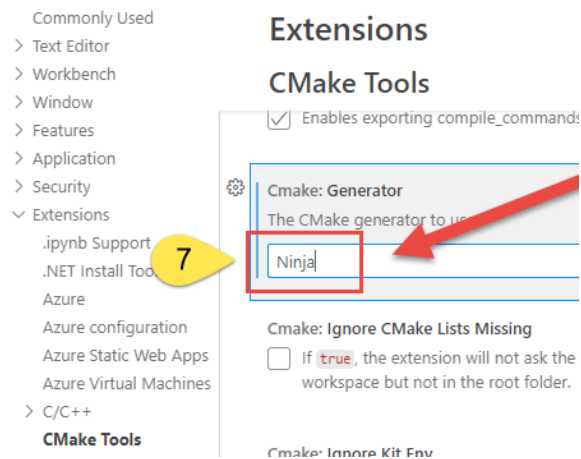 Commonly Used
Text Editor
Workbench
Window
Features
Application
Security
Extensions
.ipynb Support
.NET Install
Azure
Azure configuration
Azure Static Web Apps
Azure Virtual Machines
C/C++
CMake Tools
7
Extensions
CMake Tools
Enables exporting compile_commands
Cmake: Generator
The CMake generator to
Ninja
Cmake: Ignore CMake Lists Missing
If true, the extension will not ask the
workspace but not in the root folder.
Cmake: Ignore Kit Env